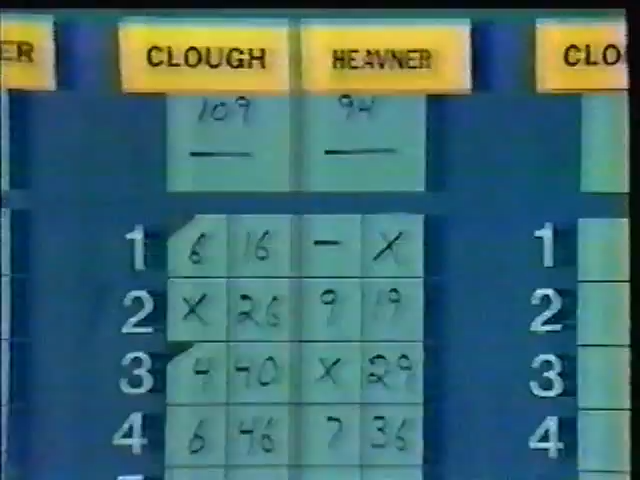 ER CLOUGH HEAVNER CLO
109 94
— —
1 6 16 — X 1
2 X 26 9 19 2
3 4 40 X 29 3
4 6 46 7 36 4